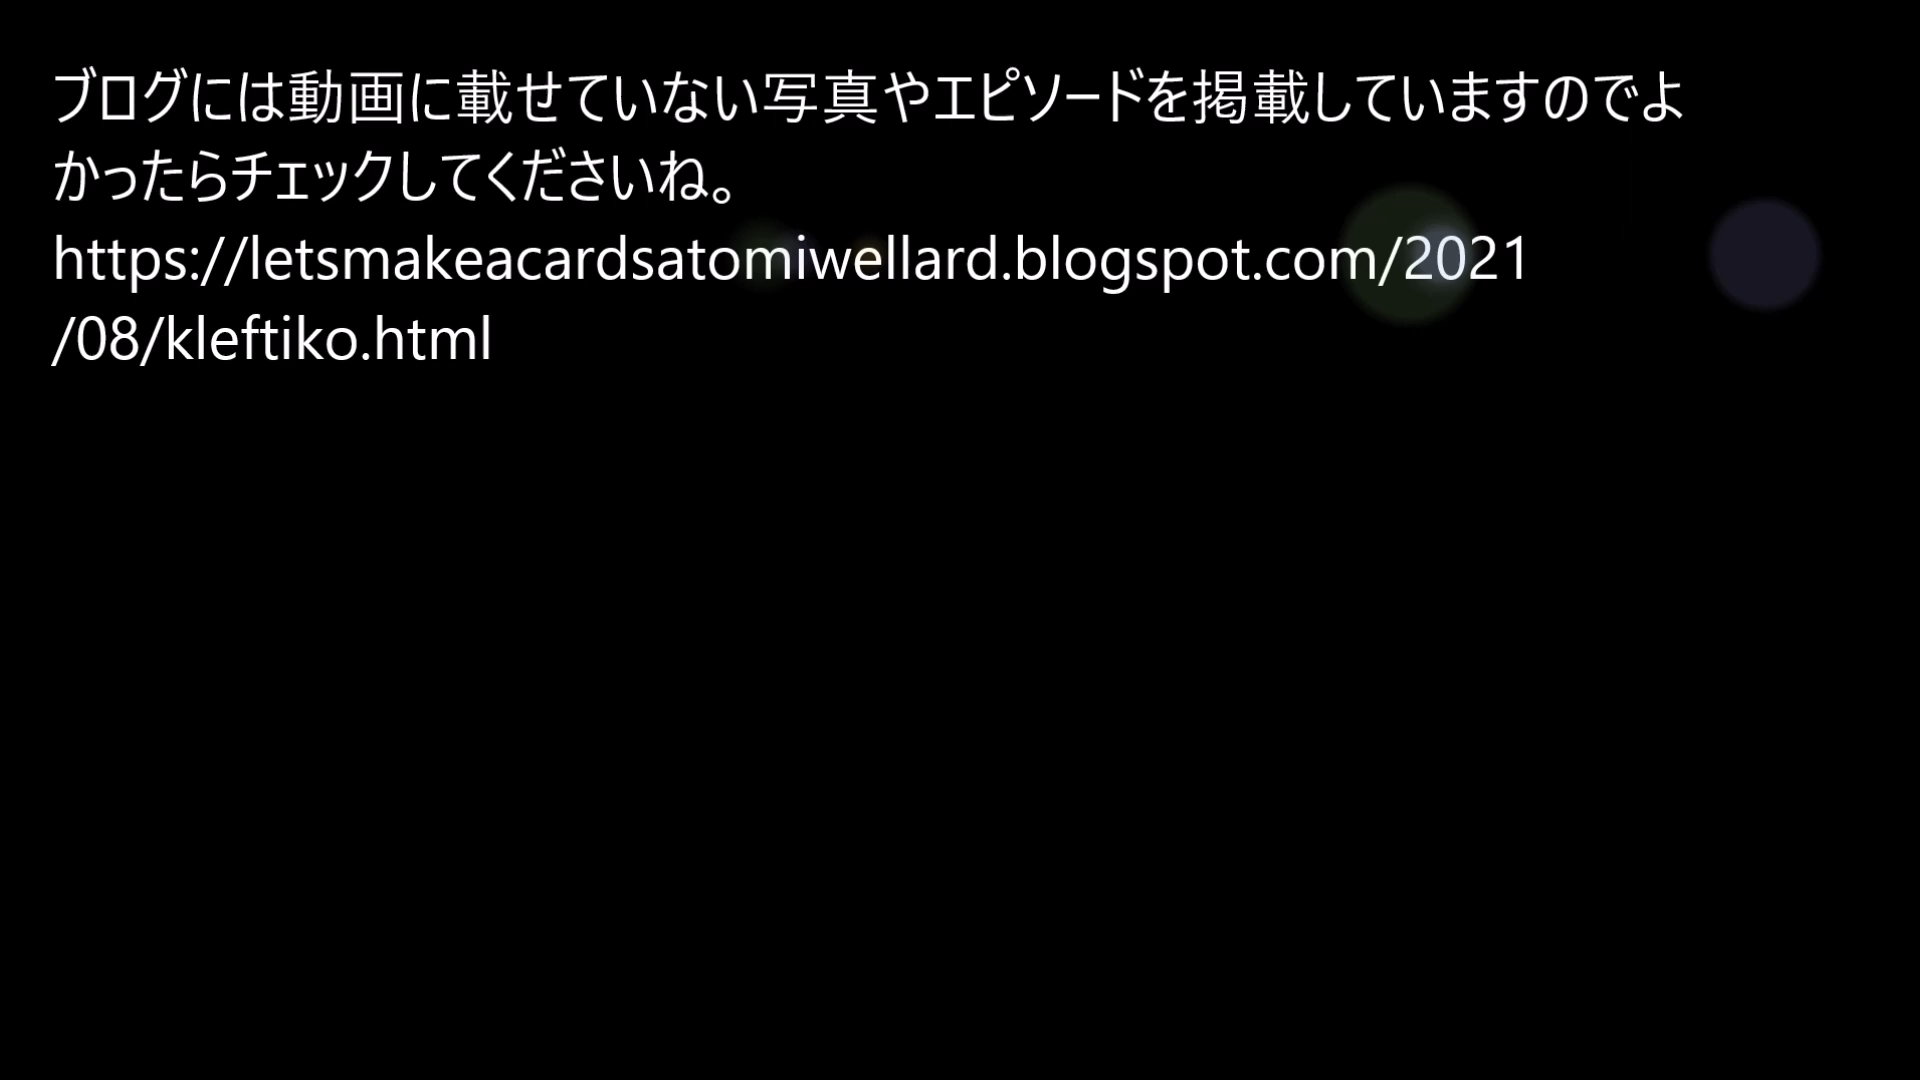 ブログには動画に載せていない写真やエピソードを掲載していますのでよ
かったらチェックしてくださいね。
https://letsmakeacardsatomiwellard.blogspot.com/2021
/08/kleftiko.html